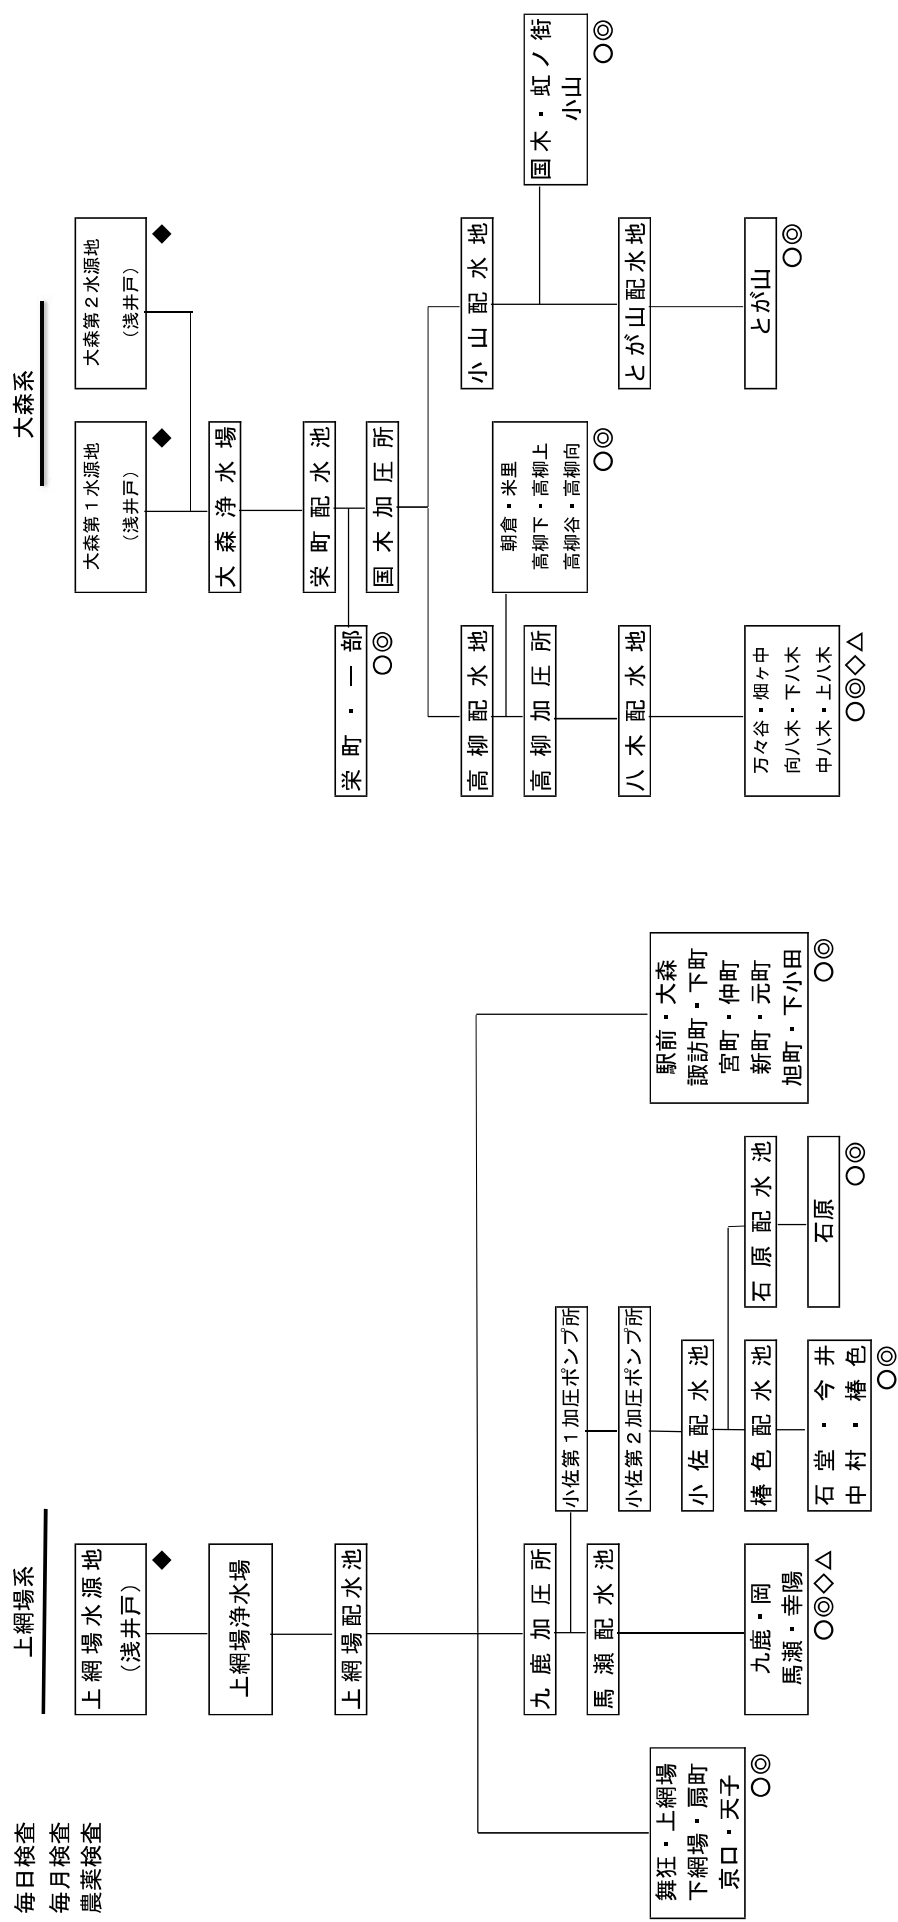 毎日検査
毎月検査
農薬検査
上網場系
上網場水源地
（浅井戸）
◆
上網場浄水場
上網場配水池
舞狂・上網場
下網場・扇町
京口・天子
○◎
九鹿加圧所
馬瀬配水池
九鹿・岡
馬瀬・幸陽
○◎◇△
小佐第１加圧ポンプ所
小佐第２加圧ポンプ所
小佐配水池
椿色配水池
石堂・今井
中村・椿色
○◎
石原配水池
石原
○◎
駅前・大森
諏訪町・下町
宮町・仲町
新町・元町
旭町・下小田
○◎
大森系
大森第１水源地
（浅井戸）
◆
大森第２水源地
（浅井戸）
◆
大森浄水場
栄町配水池
栄町・一部
○◎
国木加圧所
高柳配水地
朝倉・米里
高柳下・高柳上
高柳谷・高柳向
○◎
高柳加圧所
八木配水地
万々谷・畑ヶ中
向八木・下八木
中八木・上八木
○◎◇△
小山配水地
国木・虹ノ街
小山
○◎
とが山配水地
とが山
○◎